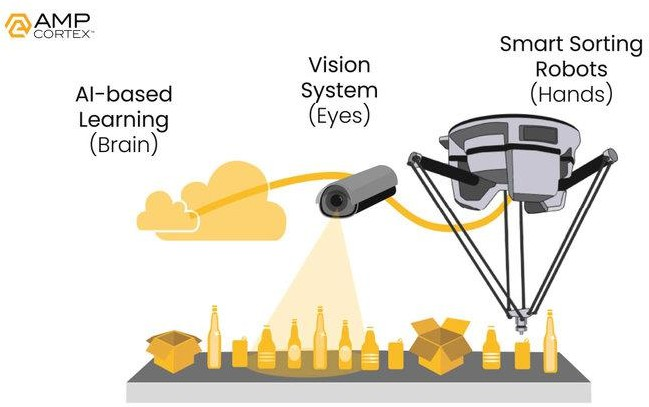 AMP
CORTEX™
AI-based
Learning
(Brain)
Vision
System
(Eyes)
Smart Sorting
Robots
(Hands)